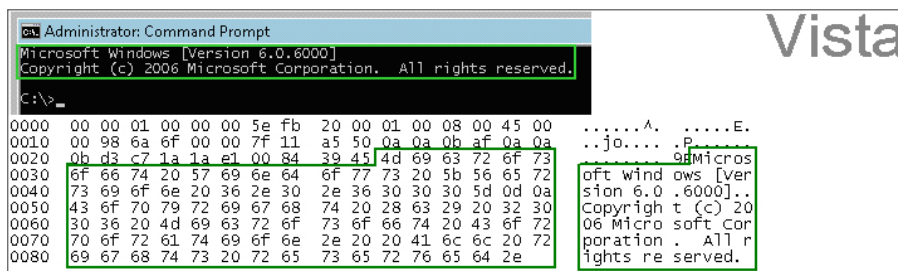 Administrator: Command Prompt
Vista
Microsoft Windows [Version 6.0.6000]
Copyright (c) 2006 Microsoft Corporation.  All rights reserved.
C:\>_
0000  00 00 01 00 00 00 5e fb  20 00 01 00 08 00 45 00  ......^. .....E.
0010  00 98 6a 6f 00 00 7f 11  a5 50 0a 0a 0b af 0a 0a  ..jo.... .P......
0020  0b d3 c7 1a 1a e1 00 84  39 45 4d 69 63 72 6f 73  ........ 9EMicros
0030  6f 66 74 20 57 69 6e 64  6f 77 73 20 5b 56 65 72  oft Wind ows [Ver
0040  73 69 6f 6e 20 36 2e 30  2e 36 30 30 30 5d 0d 0a  sion 6.0 .6000]..
0050  43 6f 70 79 72 69 67 68  74 20 28 63 29 20 32 30  Copyrigh t (c) 20
0060  30 36 20 4d 69 63 72 6f  73 6f 66 74 20 43 6f 72  06 Micro soft Cor
0070  70 6f 72 61 74 69 6f 6e  2e 20 20 41 6c 6c 20 72  poration .  All r
0080  69 67 68 74 73 20 72 65  73 65 72 76 65 64 2e  ights re served.